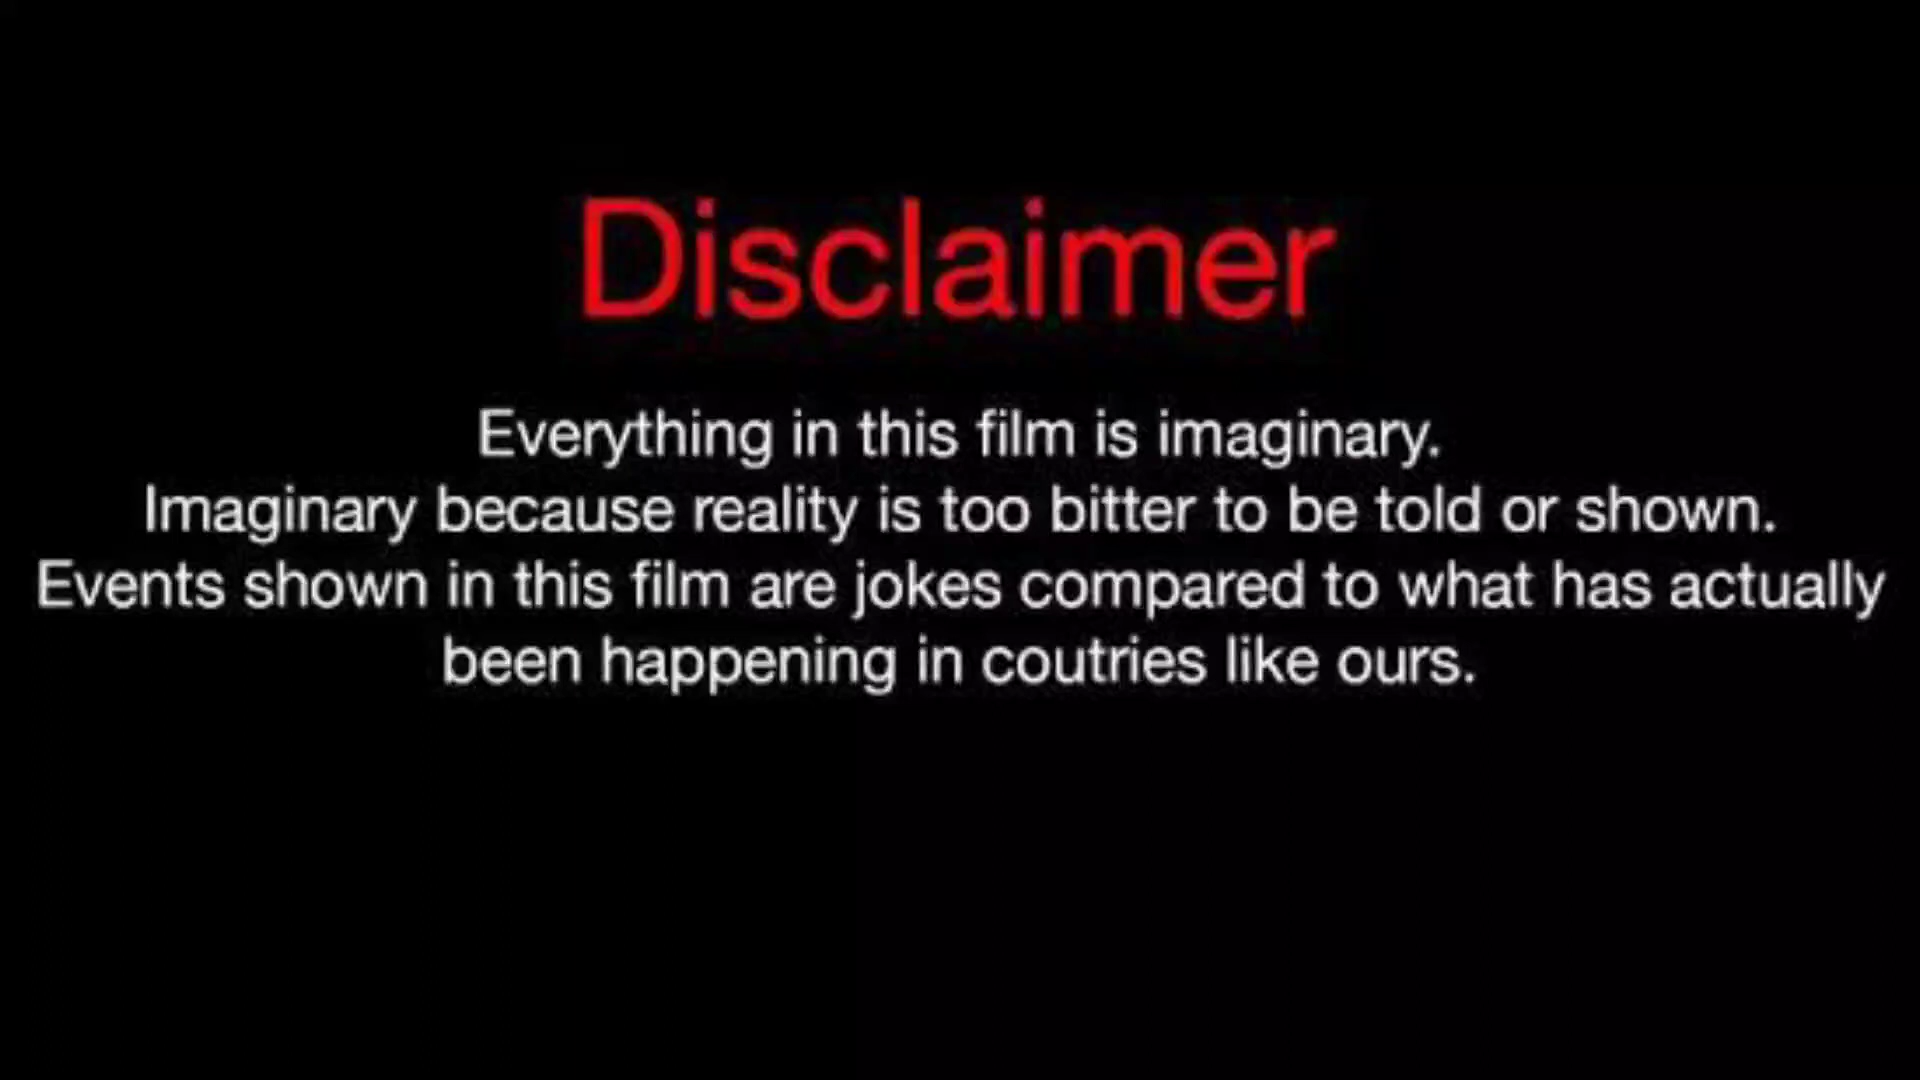 Disclaimer
Everything in this film is imaginary.
Imaginary because reality is too bitter to be told or shown.
Events shown in this film are jokes compared to what has actually
been happening in coutries like ours.